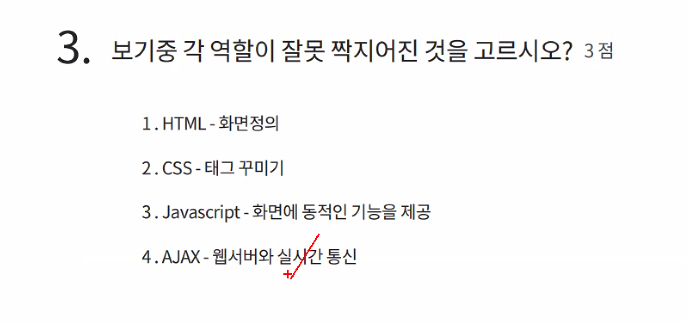 3. 보기중 각 역할이 잘못 짝지어진 것을 고르시오? 3 점
1. HTML - 화면정의
2. CSS - 태그 꾸미기
3. Javascript - 화면에 동적인 기능을 제공
4. AJAX - 웹서버와 실시간 통신